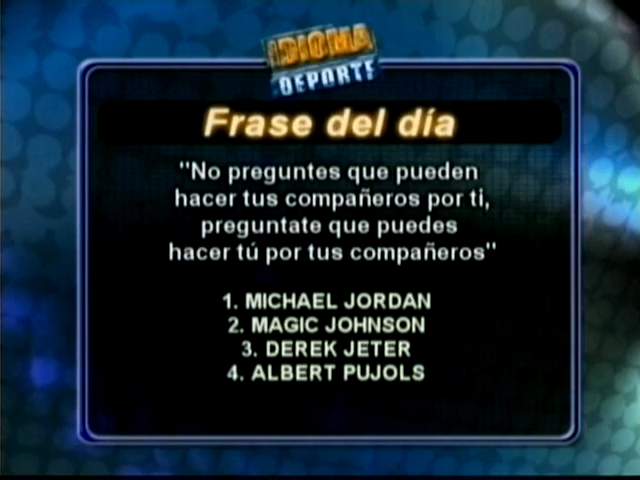 IDIOMA
DEPORTE
Frase del día
"No preguntes que pueden
hacer tus compañeros por ti,
preguntate que puedes
hacer tú por tus compañeros"
1. MICHAEL JORDAN
2. MAGIC JOHNSON
3. DEREK JETER
4. ALBERT PUJOLS